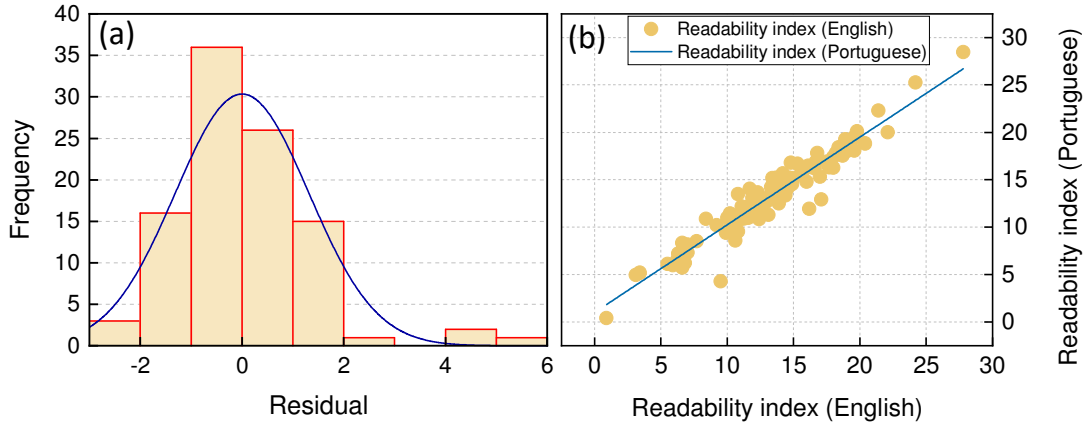 (a)
Frequency
40
35
30
25
20
15
10
5
0
-2 0 2 4 6
Residual
(b)
Readability index (English)
Readability index (Portuguese)
30
25
20
15
10
5
0
0 5 10 15 20 25 30
Readability index (English)
Readability index (Portuguese)